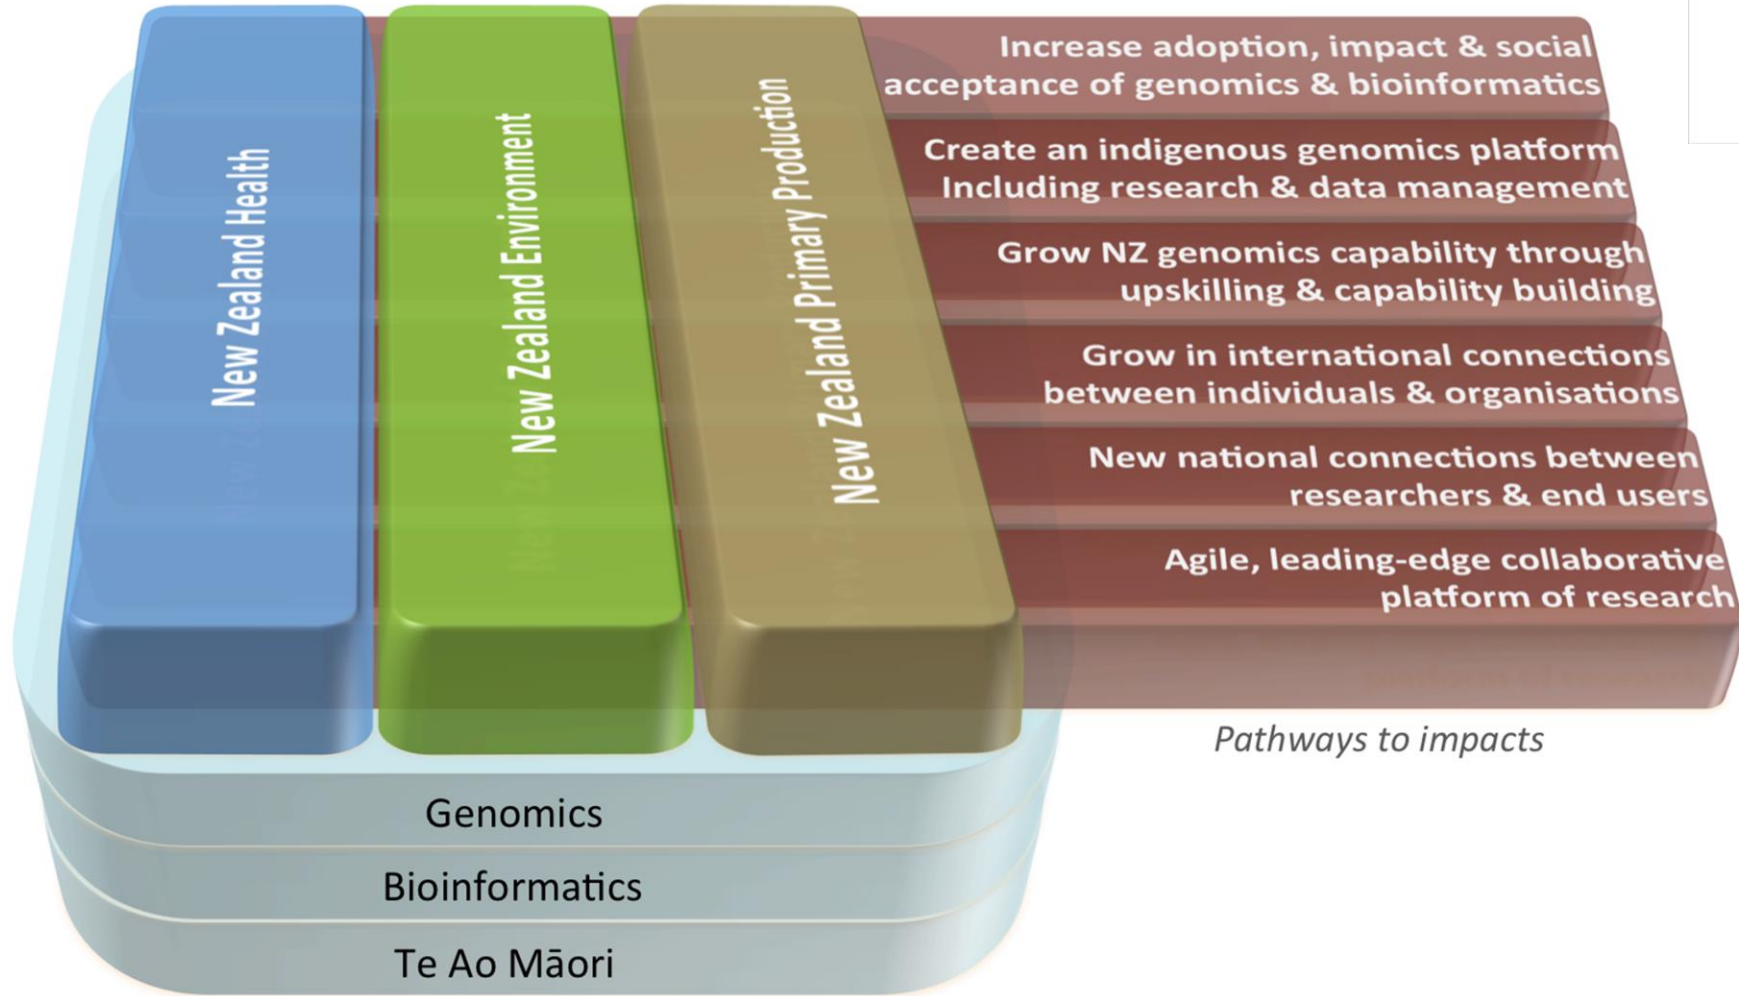 New Zealand Health
New Zealand Environment
New Zealand Primary Production
Increase adoption, impact & social
acceptance of genomics & bioinformatics
Create an indigenous genomics platform
Including research & data management
Grow NZ genomics capability through
upskilling & capability building
Grow in international connections
between individuals & organisations
New national connections between
researchers & end users
Agile, leading-edge collaborative
platform of research
Pathways to impacts
Genomics
Bioinformatics
Te Ao Māori